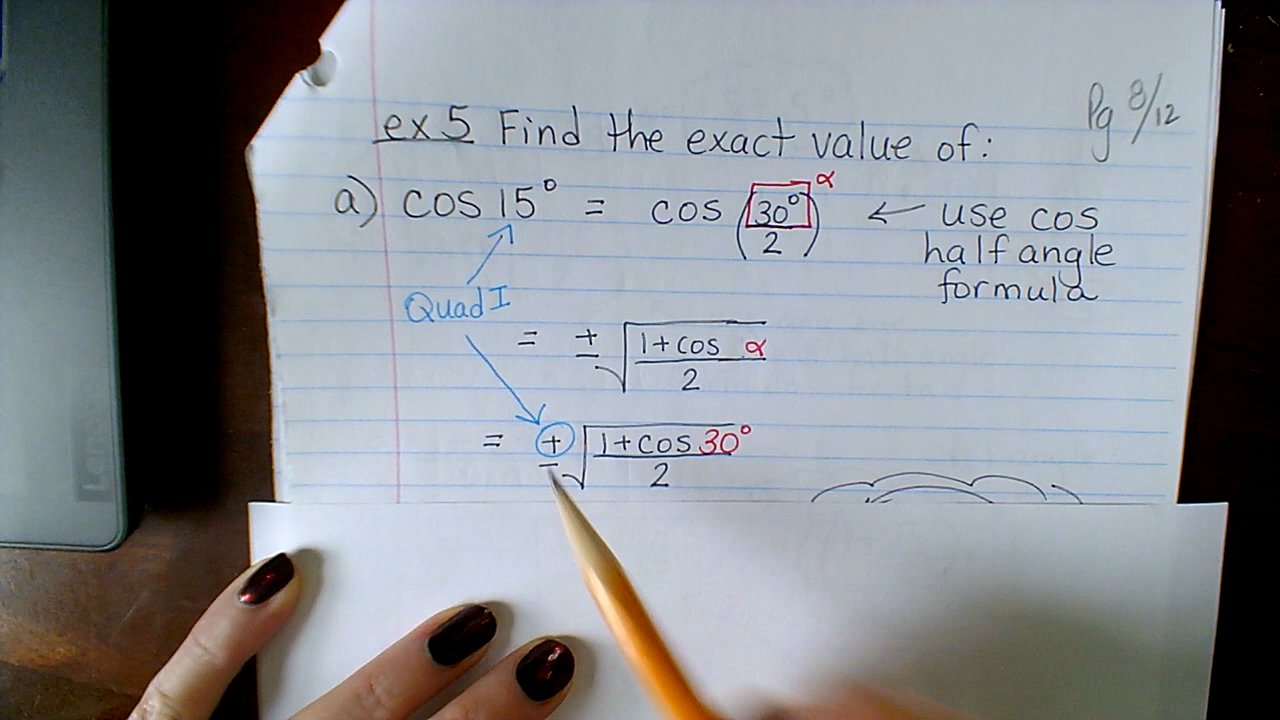 Pg 8/12
ex 5 Find the exact value of:
a) cos 15° = cos (30°/2) α ← use cos
half angle
formula
Quad I
= ± √((1 + cos α)/2)
= ± √((1 + cos 30°)/2)